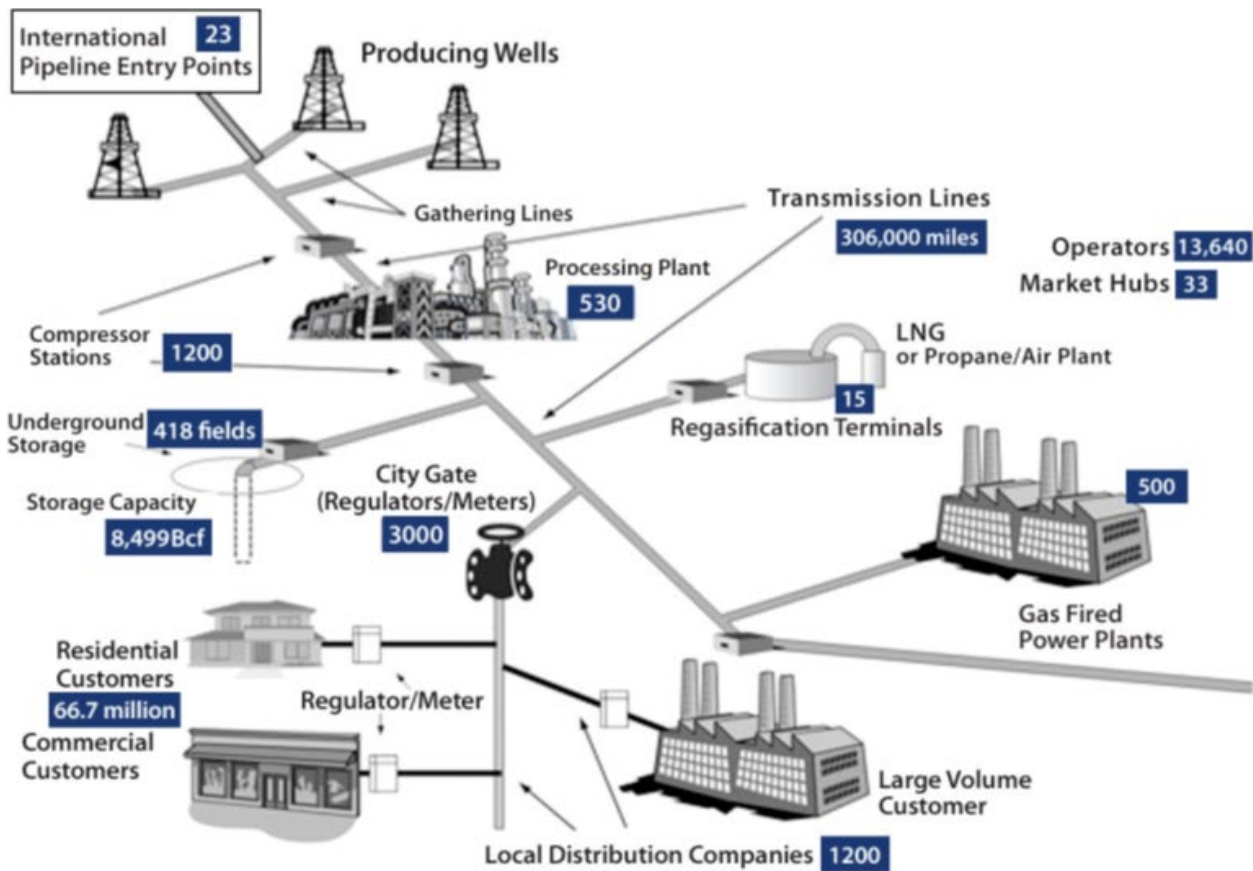 International 23
Pipeline Entry Points
Producing Wells
Gathering Lines
Transmission Lines
306,000 miles
Operators 13,640
Market Hubs 33
Processing Plant
530
Compressor
Stations
1200
LNG
or Propane/Air Plant
15
Regasification Terminals
Underground
Storage
418 fields
Storage Capacity
8,499Bcf
City Gate
(Regulators/Meters)
3000
500
Gas Fired
Power Plants
Residential
Customers
66.7 million
Regulator/Meter
Commercial
Customers
Large Volume
Customer
Local Distribution Companies 1200